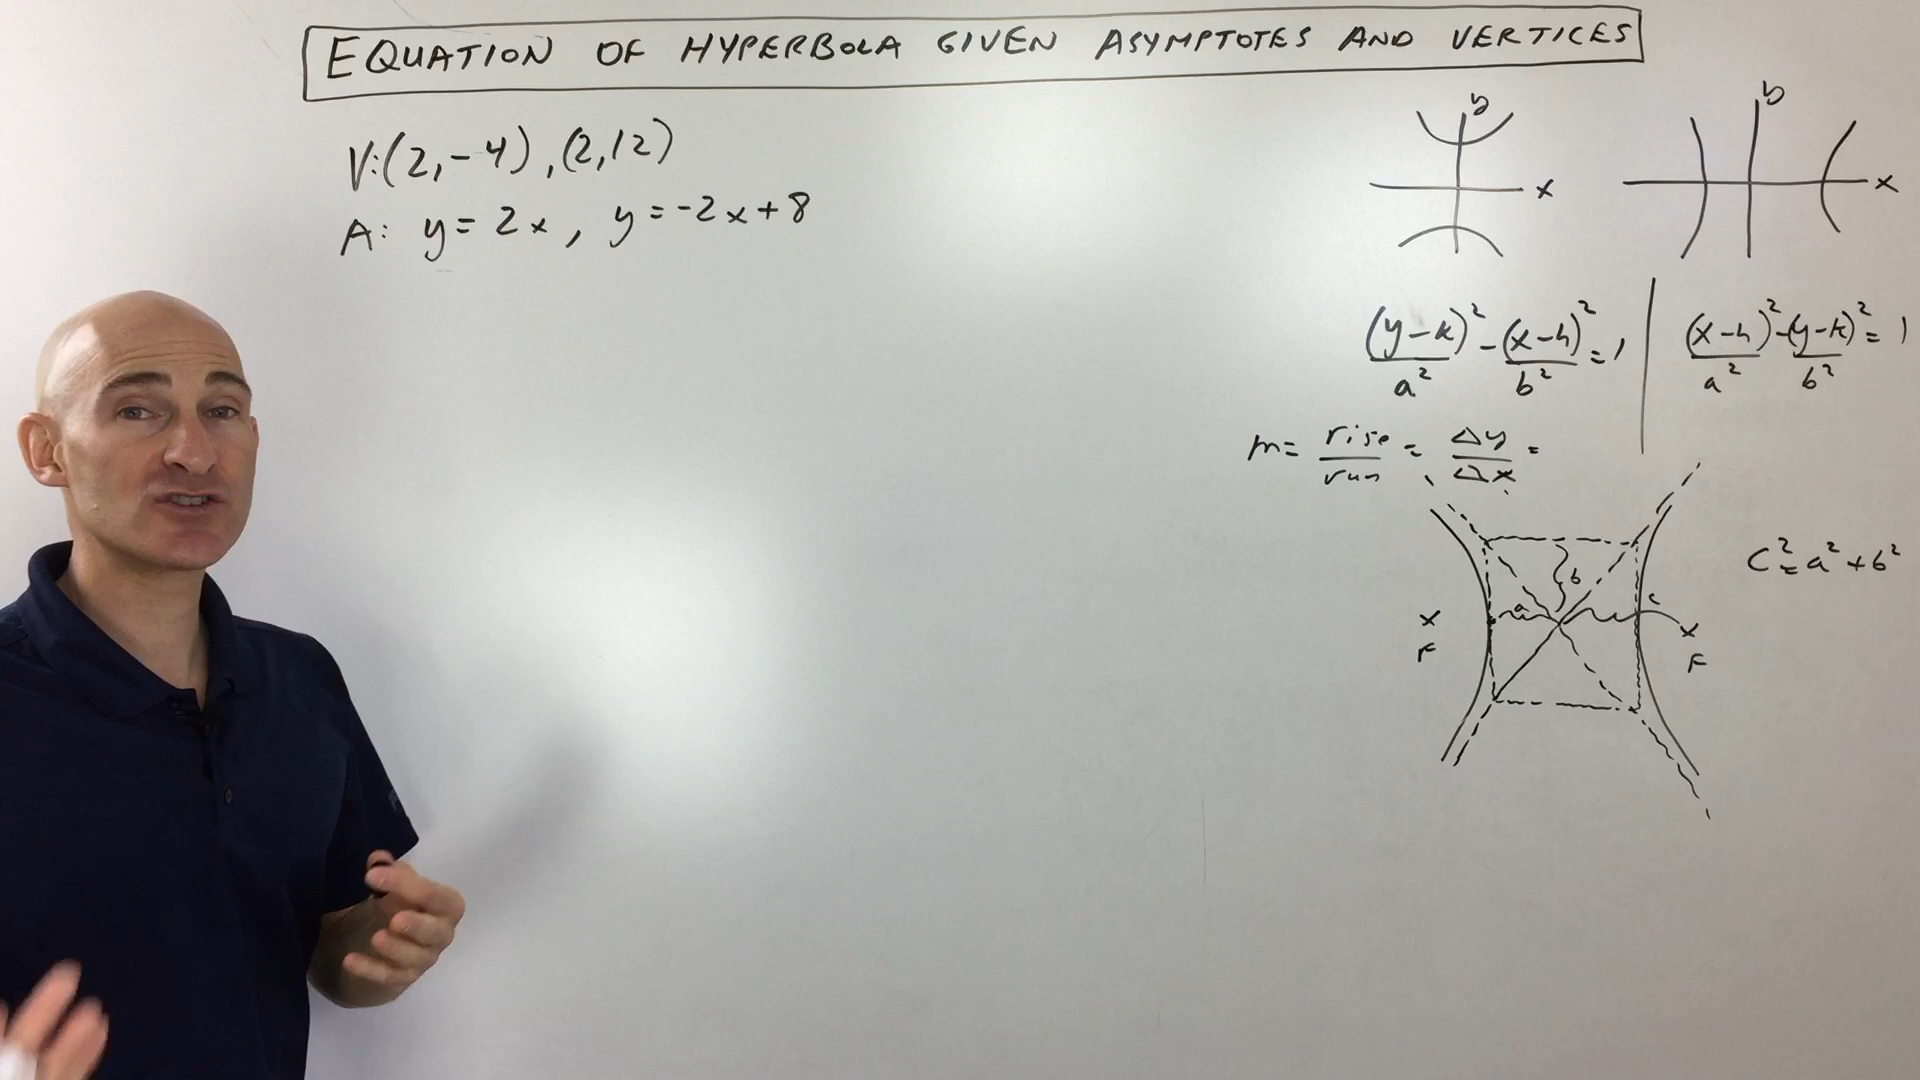 EQUATION OF HYPERBOLA GIVEN ASYMPTOTES AND VERTICES
V:(2,-4),(2,12)
A: y=2x, y=-2x+8
y
x
y
x
(y-k)²/a² - (x-h)²/b² = 1
(x-h)²/a² - (y-k)²/b² = 1
m = rise/run = Δy/Δx =
c² = a² + b²
b
a
c
x
F
x
F